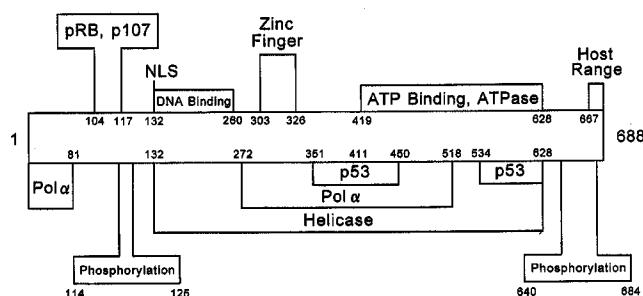 pRB, p107
Zinc
Finger
NLS
DNA Binding
ATP Binding, ATPase
Host
Range
104 117 132 260 303 326 419 628 667
1
688
81 132 272 351 411 450 518 534 628
Pol α
p53
p53
Pol α
Helicase
Phosphorylation
Phosphorylation
114 125 640 684